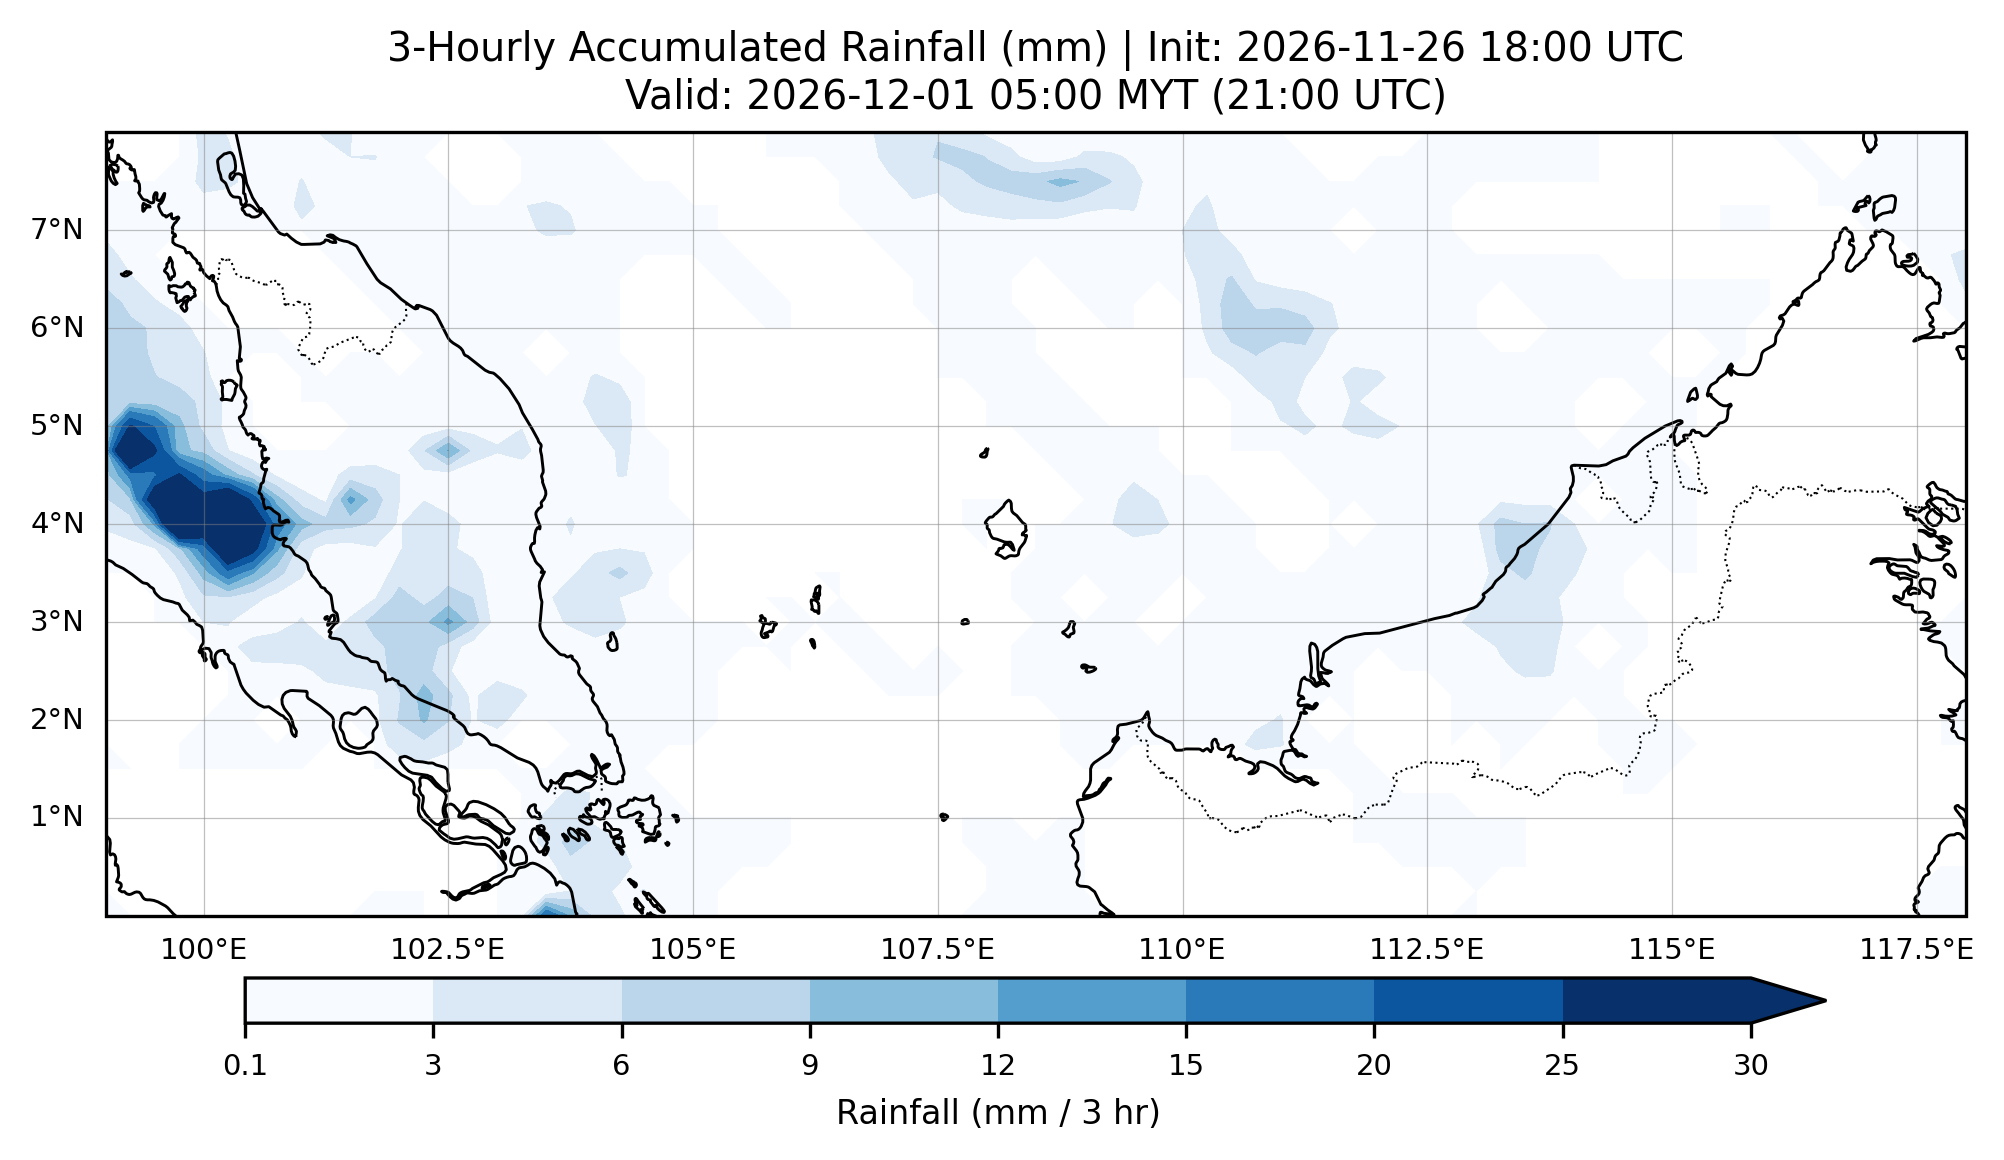 3-Hourly Accumulated Rainfall (mm) | Init: 2026-11-26 18:00 UTC
Valid: 2026-12-01 05:00 MYT (21:00 UTC)
7°N
6°N
5°N
4°N
3°N
2°N
1°N
100°E 102.5°E 105°E 107.5°E 110°E 112.5°E 115°E 117.5°E
0.1 3 6 9 12 15 20 25 30
Rainfall (mm / 3 hr)